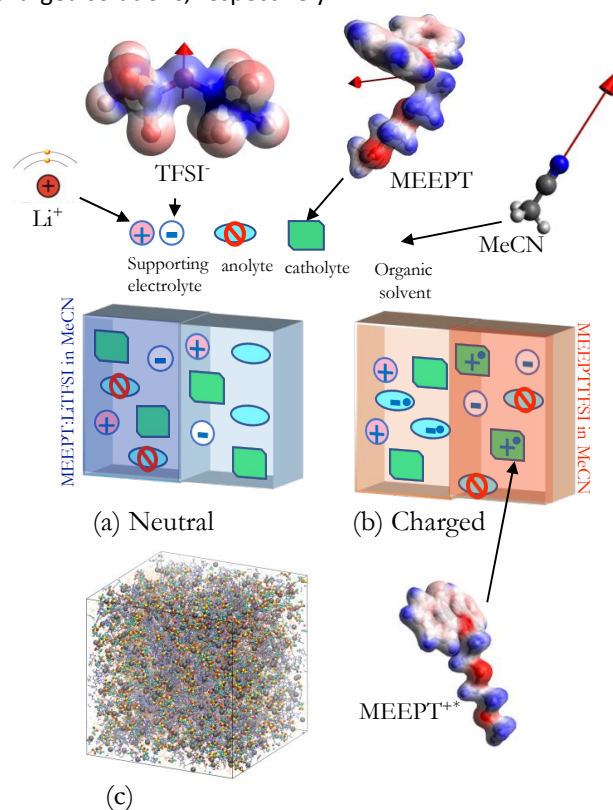 TFSI-
MEEPT
Li+
MeCN
Supporting
electrolyte
anolyte
catholyte
Organic
solvent
MEEPT:LiTFSI in MeCN
MEEPTTFSI in MeCN
(a) Neutral
(b) Charged
MEEPT+*
(c)